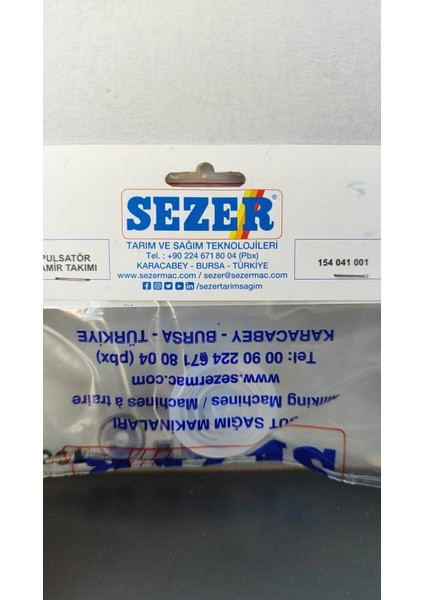 SEZER
TARIM VE SAĞIM TEKNOLOJİLERİ
Tel. : +90 224 671 80 04 (Pbx)
KARACABEY - BURSA - TÜRKİYE
www.sezermac.com / sezer@sezermac.com
/sezertarimsagim
PULSATÖR
TAMİR TAKIMI
154 041 001
KARACABEY - BURSA - TÜRKİYE
Tel: 00 90 224 671 80 04 (pbx)
www.sezermac.com
Milking Machines / Machines à traire
SÜT SAĞIM MAKİNALARI